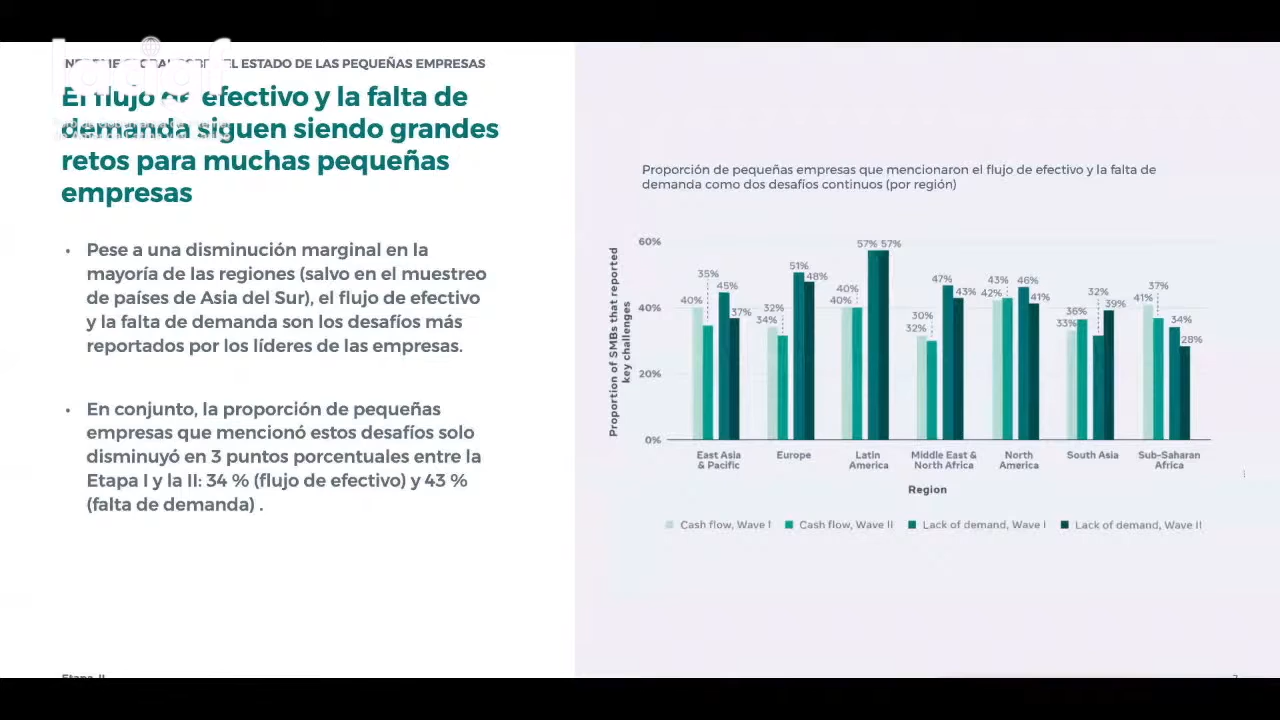 EL ESTADO DE LAS PEQUEÑAS EMPRESAS
El flujo de efectivo y la falta de
demanda siguen siendo grandes
retos para muchas pequeñas
empresas
• Pese a una disminución marginal en la
mayoría de las regiones (salvo en el muestreo
de países de Asia del Sur), el flujo de efectivo
y la falta de demanda son los desafíos más
reportados por los líderes de las empresas.
• En conjunto, la proporción de pequeñas
empresas que mencionó estos desafíos solo
disminuyó en 3 puntos porcentuales entre la
Etapa I y la II: 34 % (flujo de efectivo) y 43 %
(falta de demanda) .
Etapa II
Proporción de pequeñas empresas que mencionaron el flujo de efectivo y la falta de
demanda como dos desafíos continuos (por región)
Proportion of SMBs that reported
key challenges
60%
40%
20%
0%
40% 35% 45% 37%
34% 32% 51% 48%
40% 40% 57% 57%
32% 30% 47% 43%
42% 43% 46% 41%
33% 36% 32% 39%
41% 37% 34% 28%
East Asia
& Pacific
Europe
Latin
America
Middle East &
North Africa
North
America
South Asia
Sub-Saharan
Africa
Region
Cash flow, Wave I Cash flow, Wave II Lack of demand, Wave I Lack of demand, Wave II